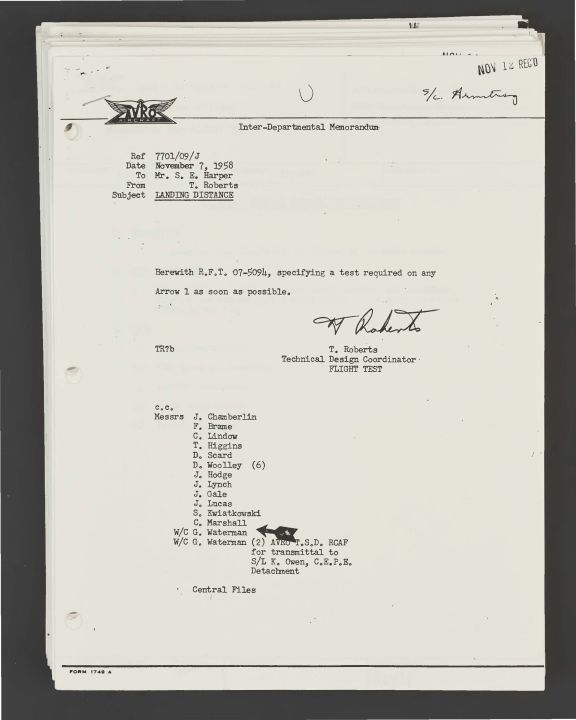 NOV 12 REC'D
S/L Armstrong
AVRO
AIRCRAFT
Inter-Departmental Memorandum
Ref 7701/09/J
Date November 7, 1958
To Mr. S. E. Harper
From T. Roberts
Subject LANDING DISTANCE
Herewith R.F.T. 07-5094, specifying a test required on any
Arrow 1 as soon as possible.
T Roberts
TR7b T. Roberts
Technical Design Coordinator
FLIGHT TEST
c.c.
Messrs J. Chamberlin
F. Brame
C. Lindow
T. Higgins
D. Scard
D. Woolley (6)
J. Hodge
J. Lynch
J. Gale
J. Lucas
S. Kwiatkowski
C. Marshall
W/C G. Waterman
W/C G. Waterman (2) AVRO T.S.D. RCAF
for transmittal to
S/L K. Owen, C.E.P.E.
Detachment
Central Files
FORM 1749 A